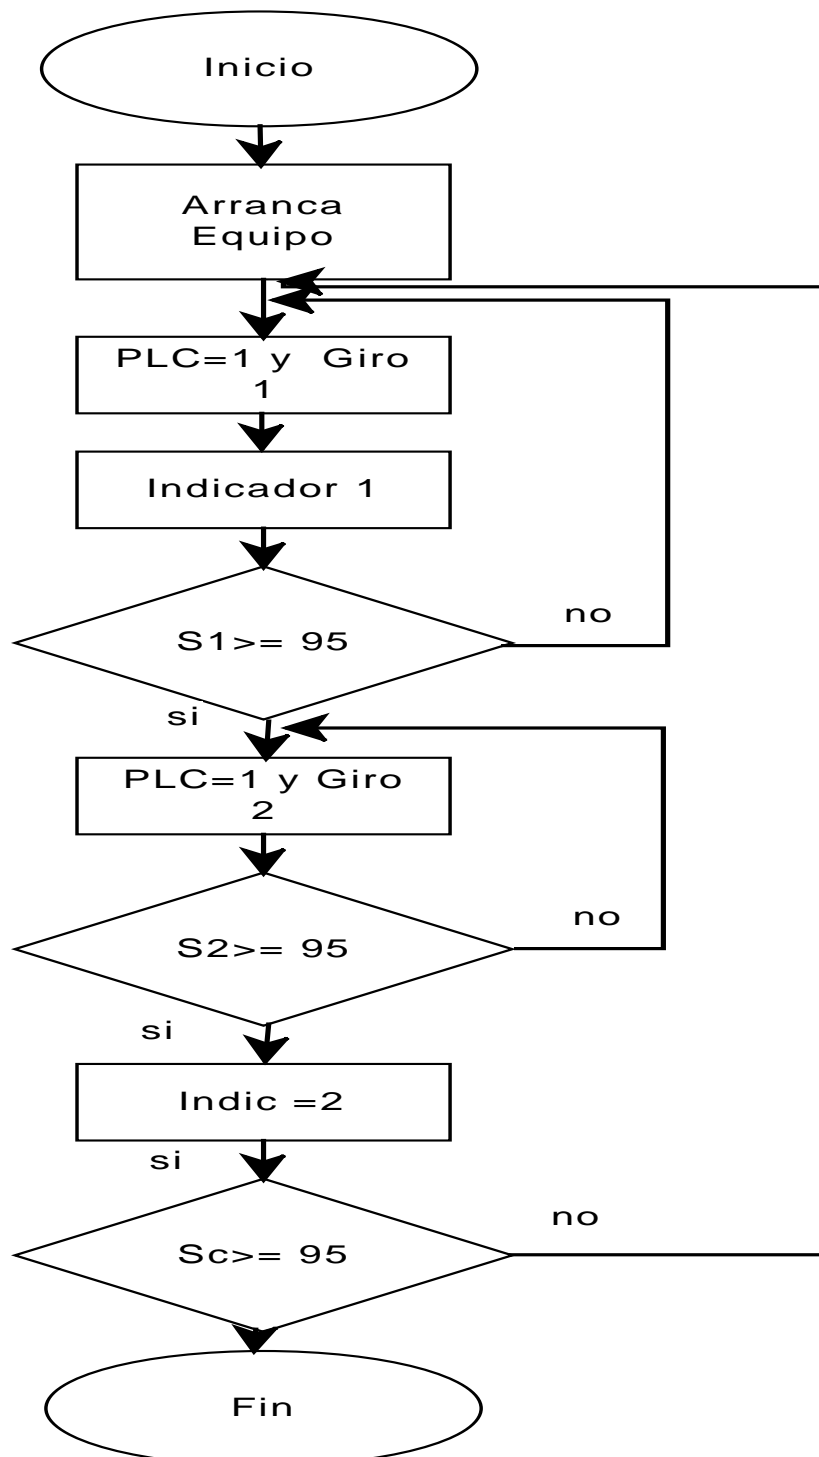 Inicio
Arranca
Equipo
PLC=1 y Giro
1
Indicador 1
S1>= 95
no
si
PLC=1 y Giro
2
S2>= 95
no
si
Indic =2
si
Sc>= 95
no
Fin